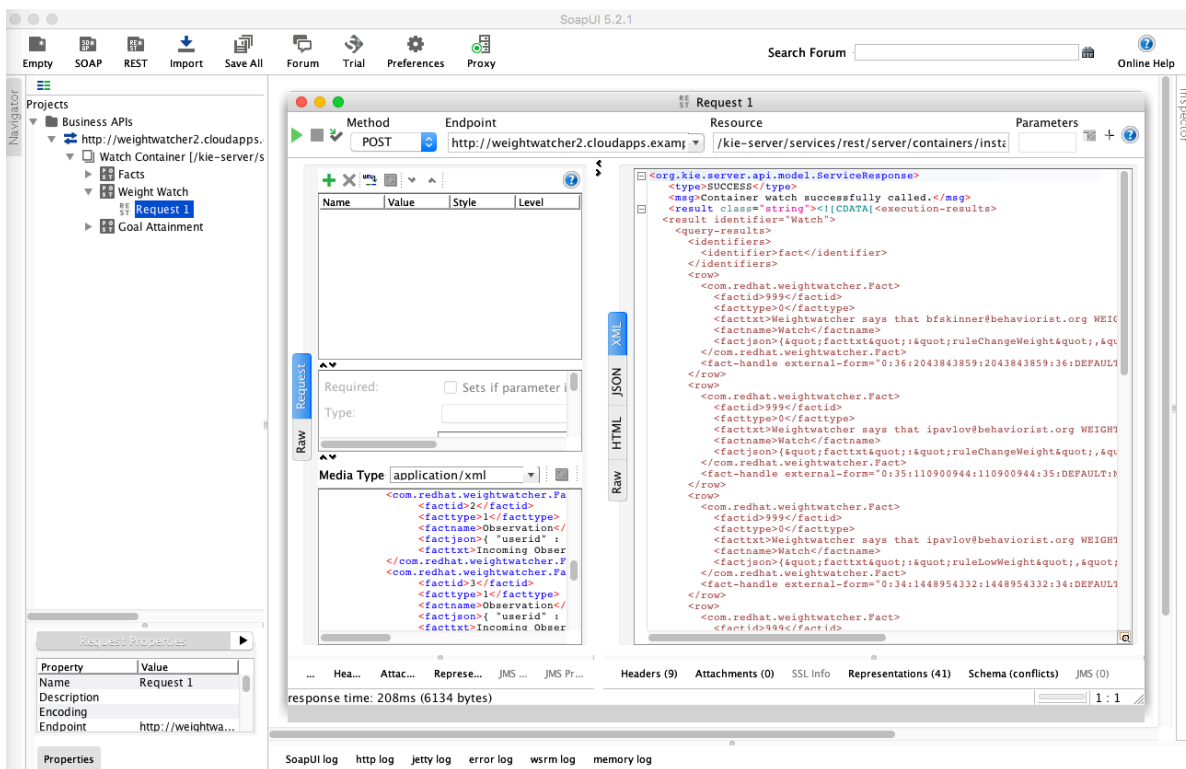 SoapUI 5.2.1
Empty SOAP REST Import Save All Forum Trial Preferences Proxy Search Forum Online Help
Navigator
Projects
Business APIs
http://weightwatcher2.cloudapps.
Watch Container [/kie-server/s
Facts
Weight Watch
Request 1
Goal Attainment
Request Properties
Property Value
Name Request 1
Description
Encoding
Endpoint http://weightwa...
Properties
Request 1
Method Endpoint Resource Parameters
POST http://weightwatcher2.cloudapps.examp /kie-server/services/rest/server/containers/insta
Request
Raw
Name Value Style Level
Required: Sets if parameter i
Type:
Media Type application/xml
<com.redhat.weightwatcher.Fa
<factid>2</factid>
<facttype>1</facttype>
<factname>Observation</
<factjson>{ "userid" :
<facttxt>Incoming Obser
</com.redhat.weightwatcher.F
<com.redhat.weightwatcher.Fa
<factid>3</factid>
<facttype>1</facttype>
<factname>Observation</
<factjson>{ "userid" :
<facttxt>Incoming Obser
... Hea... Attac... Represe... JMS ... JMS Pr...
XML
JSON
HTML
Raw
<org.kie.server.api.model.ServiceResponse>
<type>SUCCESS</type>
<msg>Container watch successfully called.</msg>
<result class="string"><![CDATA[<execution-results>
<result identifier="Watch">
<query-results>
<identifiers>
<identifier>fact</identifier>
</identifiers>
<row>
<com.redhat.weightwatcher.Fact>
<factid>999</factid>
<facttype>0</facttype>
<facttxt>Weightwatcher says that bfskinner@behaviorist.org WEIG
<factname>Watch</factname>
<factjson>{&quot;facttxt&quot;:&quot;ruleChangeWeight&quot;,&qu
</com.redhat.weightwatcher.Fact>
<fact-handle external-form="0:36:2043843859:2043843859:36:DEFAULT
</row>
<row>
<com.redhat.weightwatcher.Fact>
<factid>999</factid>
<facttype>0</facttype>
<facttxt>Weightwatcher says that ipavlov@behaviorist.org WEIGHT
<factname>Watch</factname>
<factjson>{&quot;facttxt&quot;:&quot;ruleChangeWeight&quot;,&qu
</com.redhat.weightwatcher.Fact>
<fact-handle external-form="0:35:110900944:110900944:35:DEFAULT:N
</row>
<row>
<com.redhat.weightwatcher.Fact>
<factid>999</factid>
<facttype>0</facttype>
<facttxt>Weightwatcher says that ipavlov@behaviorist.org WEIGHT
<factname>Watch</factname>
<factjson>{&quot;facttxt&quot;:&quot;ruleLowWeight&quot;,&quot;
</com.redhat.weightwatcher.Fact>
<fact-handle external-form="0:34:1448954332:1448954332:34:DEFAULT
</row>
<row>
<com.redhat.weightwatcher.Fact>
<factid>999</factid>
Headers (9) Attachments (0) SSL Info Representations (41) Schema (conflicts) JMS (0)
response time: 208ms (6134 bytes) 1 : 1
SoapUI log http log jetty log error log wsrm log memory log
Inspector